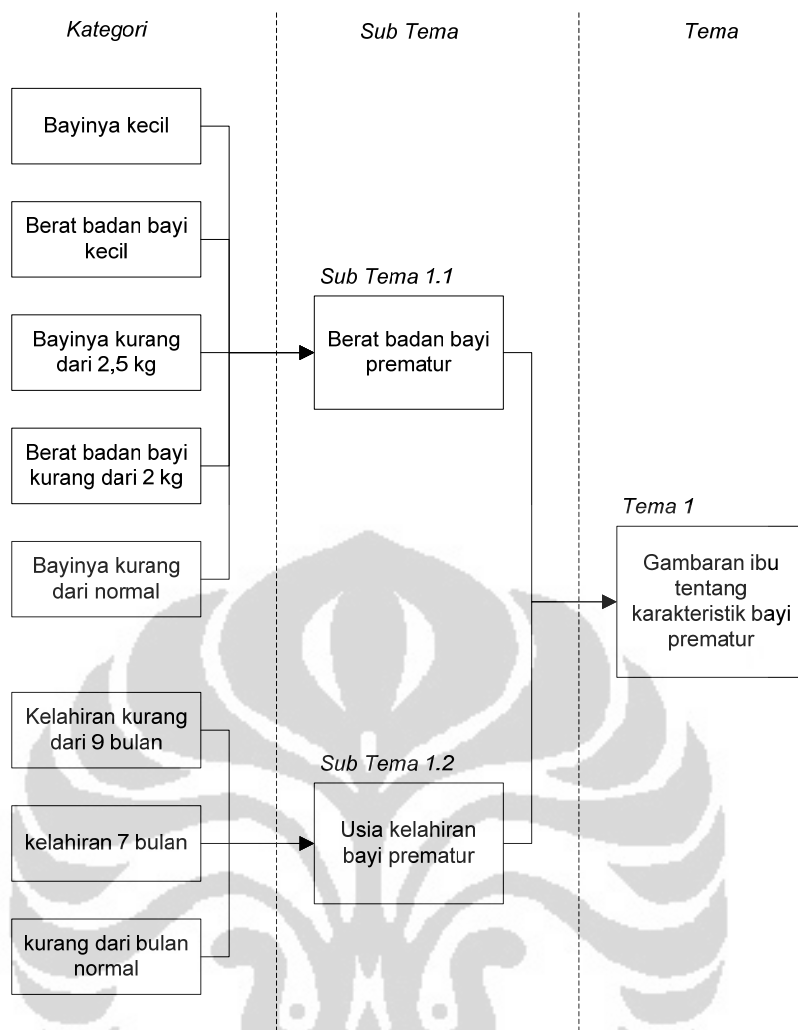 Kategori
Sub Tema
Tema
Bayinya kecil
Berat badan bayi
kecil
Bayinya kurang
dari 2,5 kg
Berat badan bayi
kurang dari 2 kg
Bayinya kurang
dari normal
Sub Tema 1.1
Berat badan bayi
prematur
Kelahiran kurang
dari 9 bulan
kelahiran 7 bulan
kurang dari bulan
normal
Sub Tema 1.2
Usia kelahiran
bayi prematur
Tema 1
Gambaran ibu
tentang
karakteristik bayi
prematur